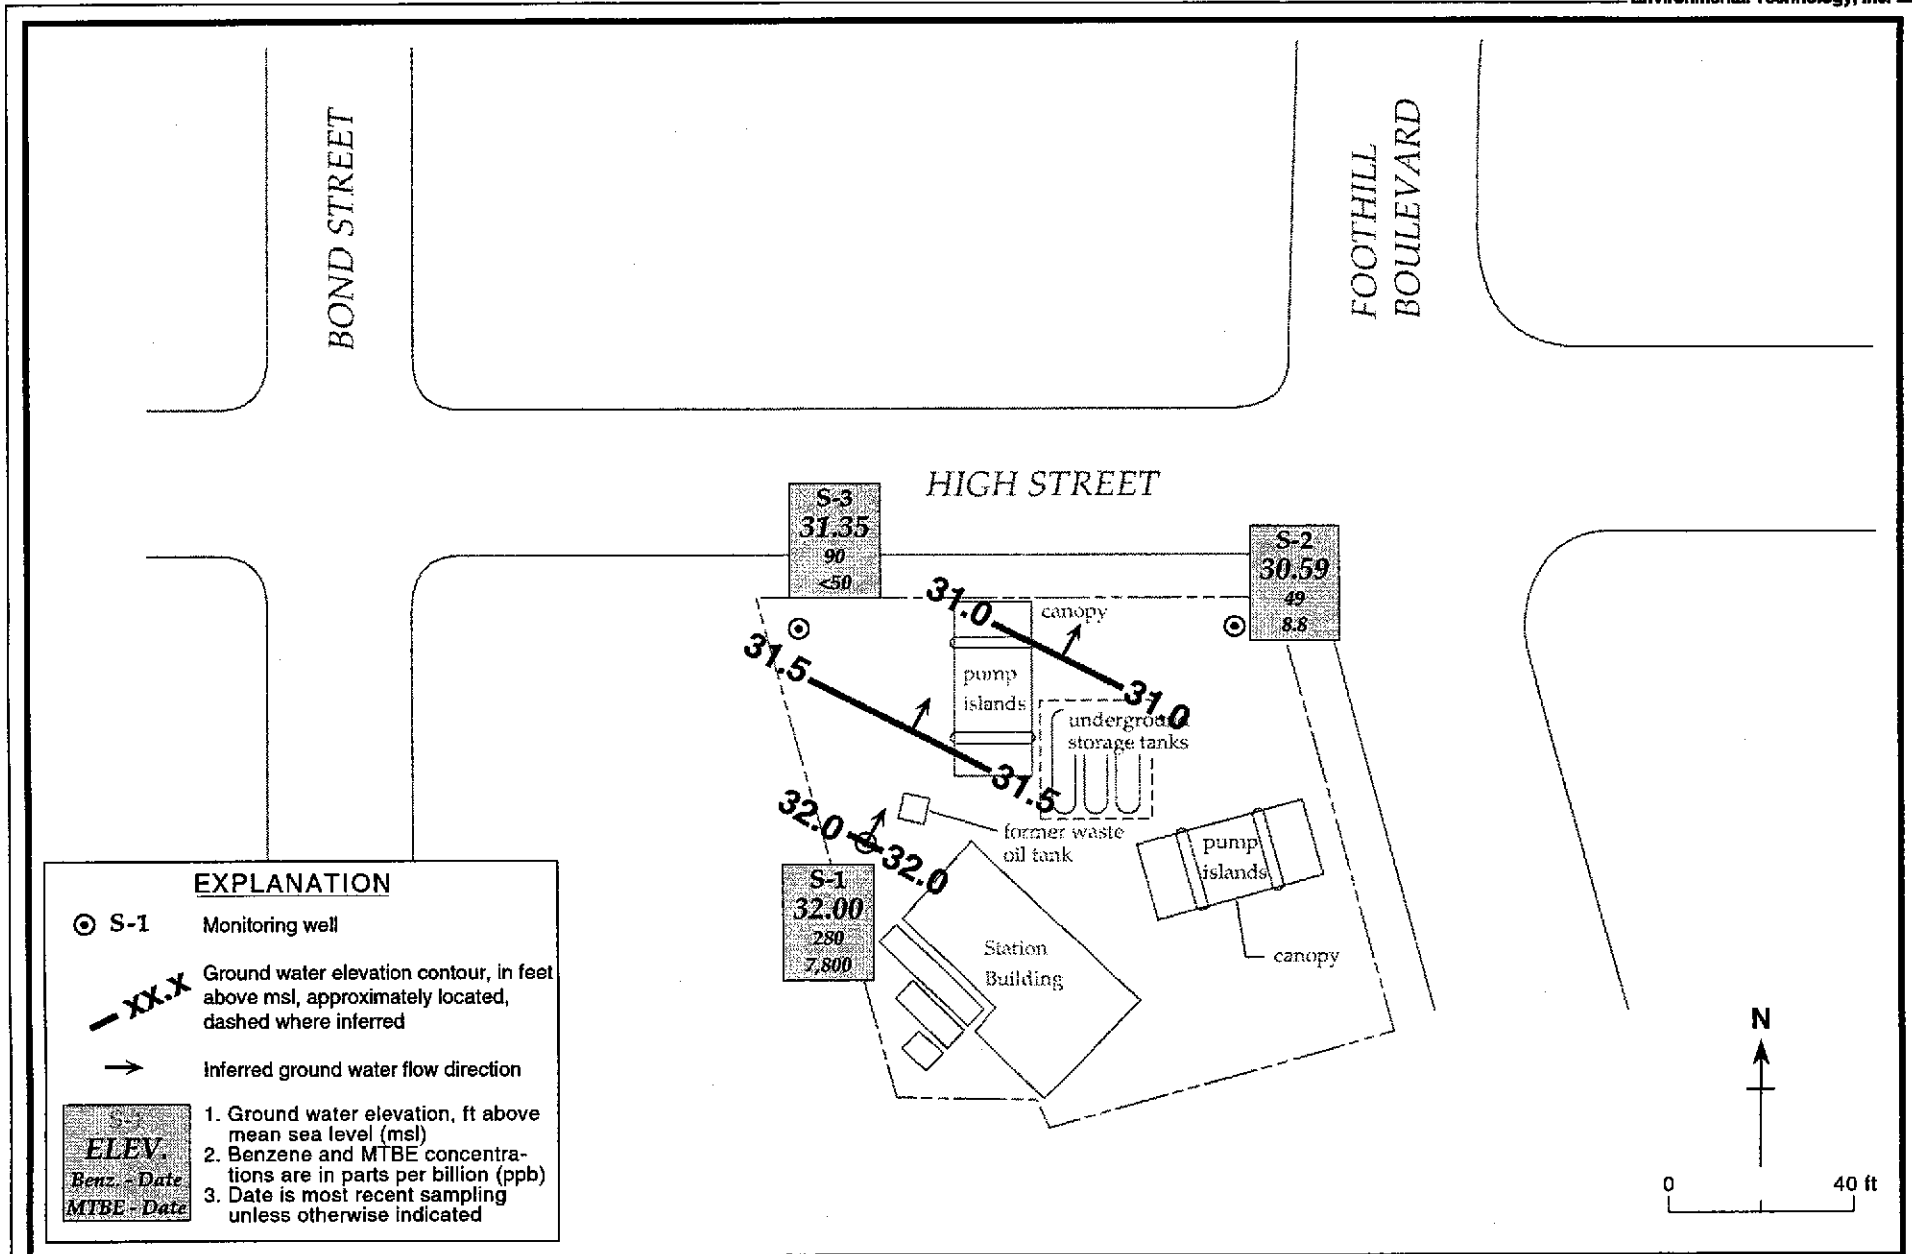 Environmental Technology, Inc.
BOND STREET
FOOTHILL
BOULEVARD
HIGH STREET
S-3
31.35
90
<50
S-2
30.59
49
8.8
31.0
canopy
31.5
pump
islands
31.0
underground
storage tanks
31.5
32.0
former waste
oil tank
32.0
pump
islands
S-1
32.00
280
7,800
Station
Building
canopy
EXPLANATION
S-1 Monitoring well
XX.X
Ground water elevation contour, in feet
above msl, approximately located,
dashed where inferred
Inferred ground water flow direction
ELEV.
Benz. - Date
MTBE - Date
1. Ground water elevation, ft above
mean sea level (msl)
2. Benzene and MTBE concentra-
tions are in parts per billion (ppb)
3. Date is most recent sampling
unless otherwise indicated
N
0 40 ft